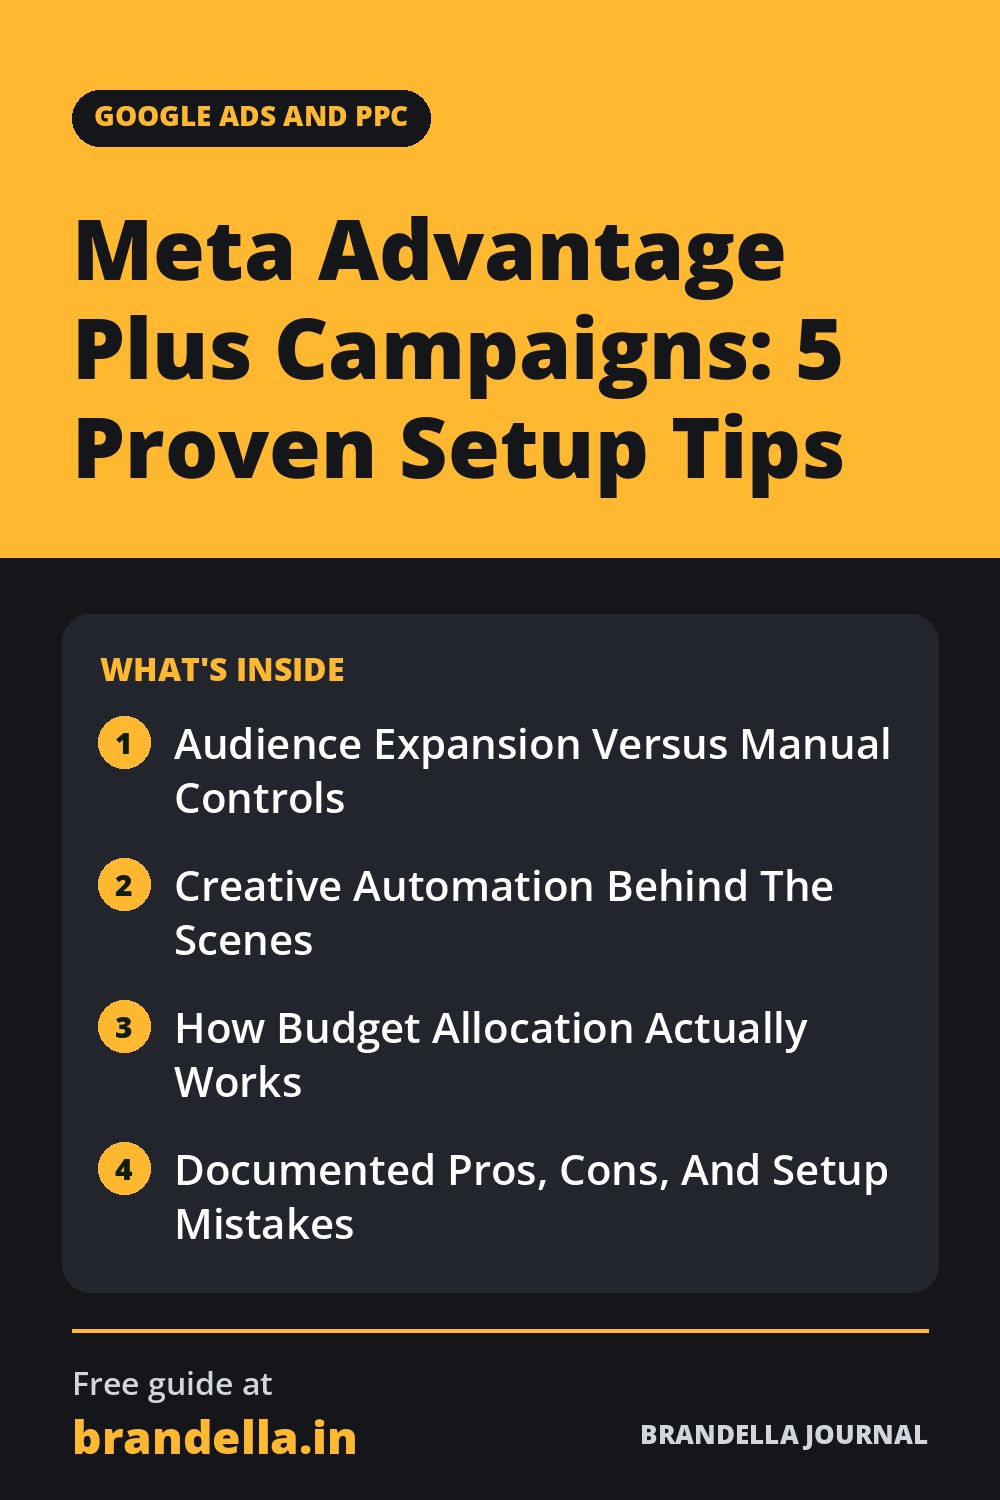 GOOGLE ADS AND PPC
Meta Advantage
Plus Campaigns: 5
Proven Setup Tips
WHAT'S INSIDE
1 Audience Expansion Versus Manual
Controls
2 Creative Automation Behind The
Scenes
3 How Budget Allocation Actually
Works
4 Documented Pros, Cons, And Setup
Mistakes
Free guide at
brandella.in
BRANDELLA JOURNAL